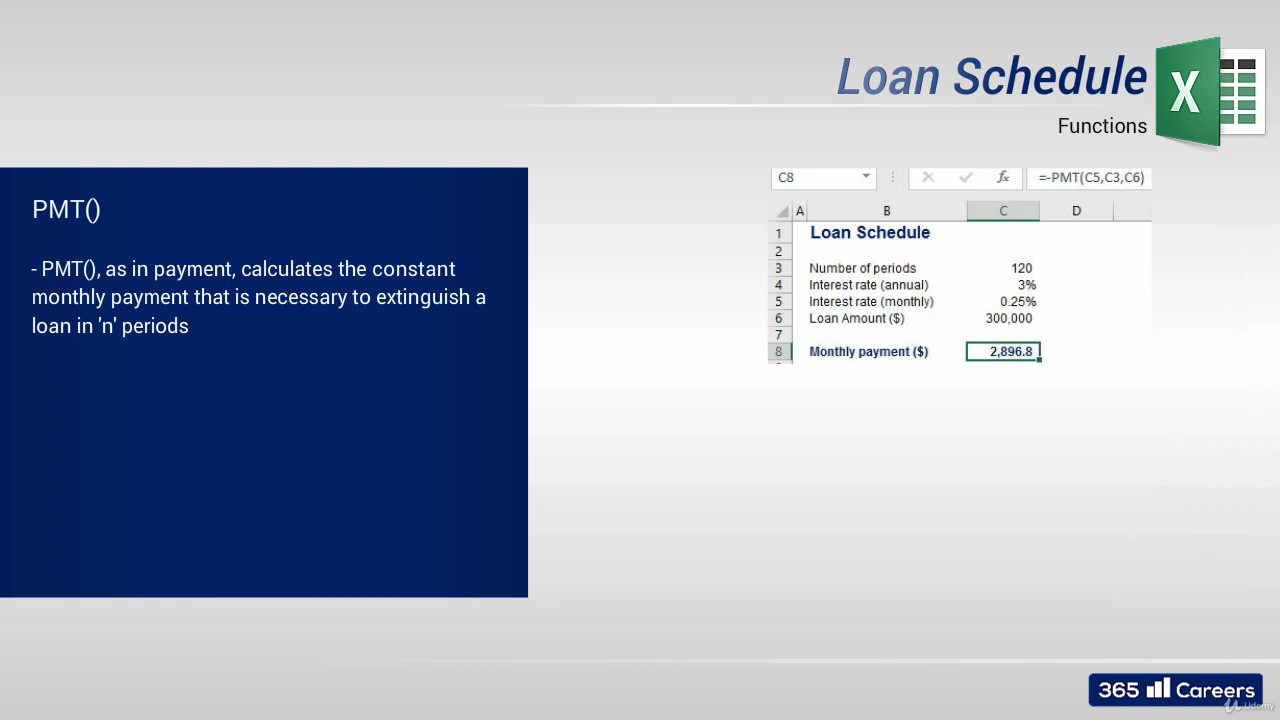 Loan Schedule
Functions
X
PMT()
- PMT(), as in payment, calculates the constant
monthly payment that is necessary to extinguish a
loan in 'n' periods
C8 fx =-PMT(C5,C3,C6)
A B C D
1 Loan Schedule
2
3 Number of periods 120
4 Interest rate (annual) 3%
5 Interest rate (monthly) 0.25%
6 Loan Amount ($) 300,000
7
8 Monthly payment ($) 2,896.8
365 Careers
Udemy